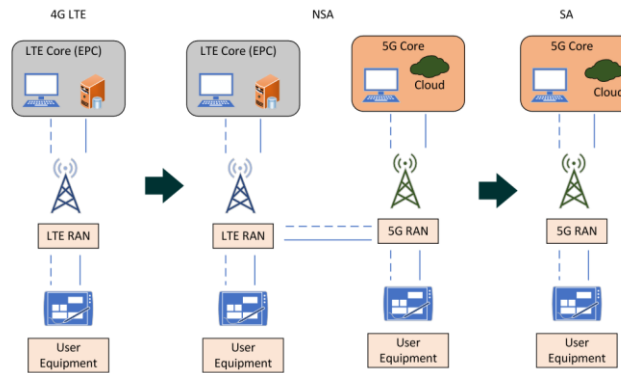 4G LTE
NSA
SA
LTE Core (EPC)
LTE Core (EPC)
5G Core
Cloud
5G Core
Cloud
LTE RAN
LTE RAN
5G RAN
5G RAN
User
Equipment
User
Equipment
User
Equipment
User
Equipment